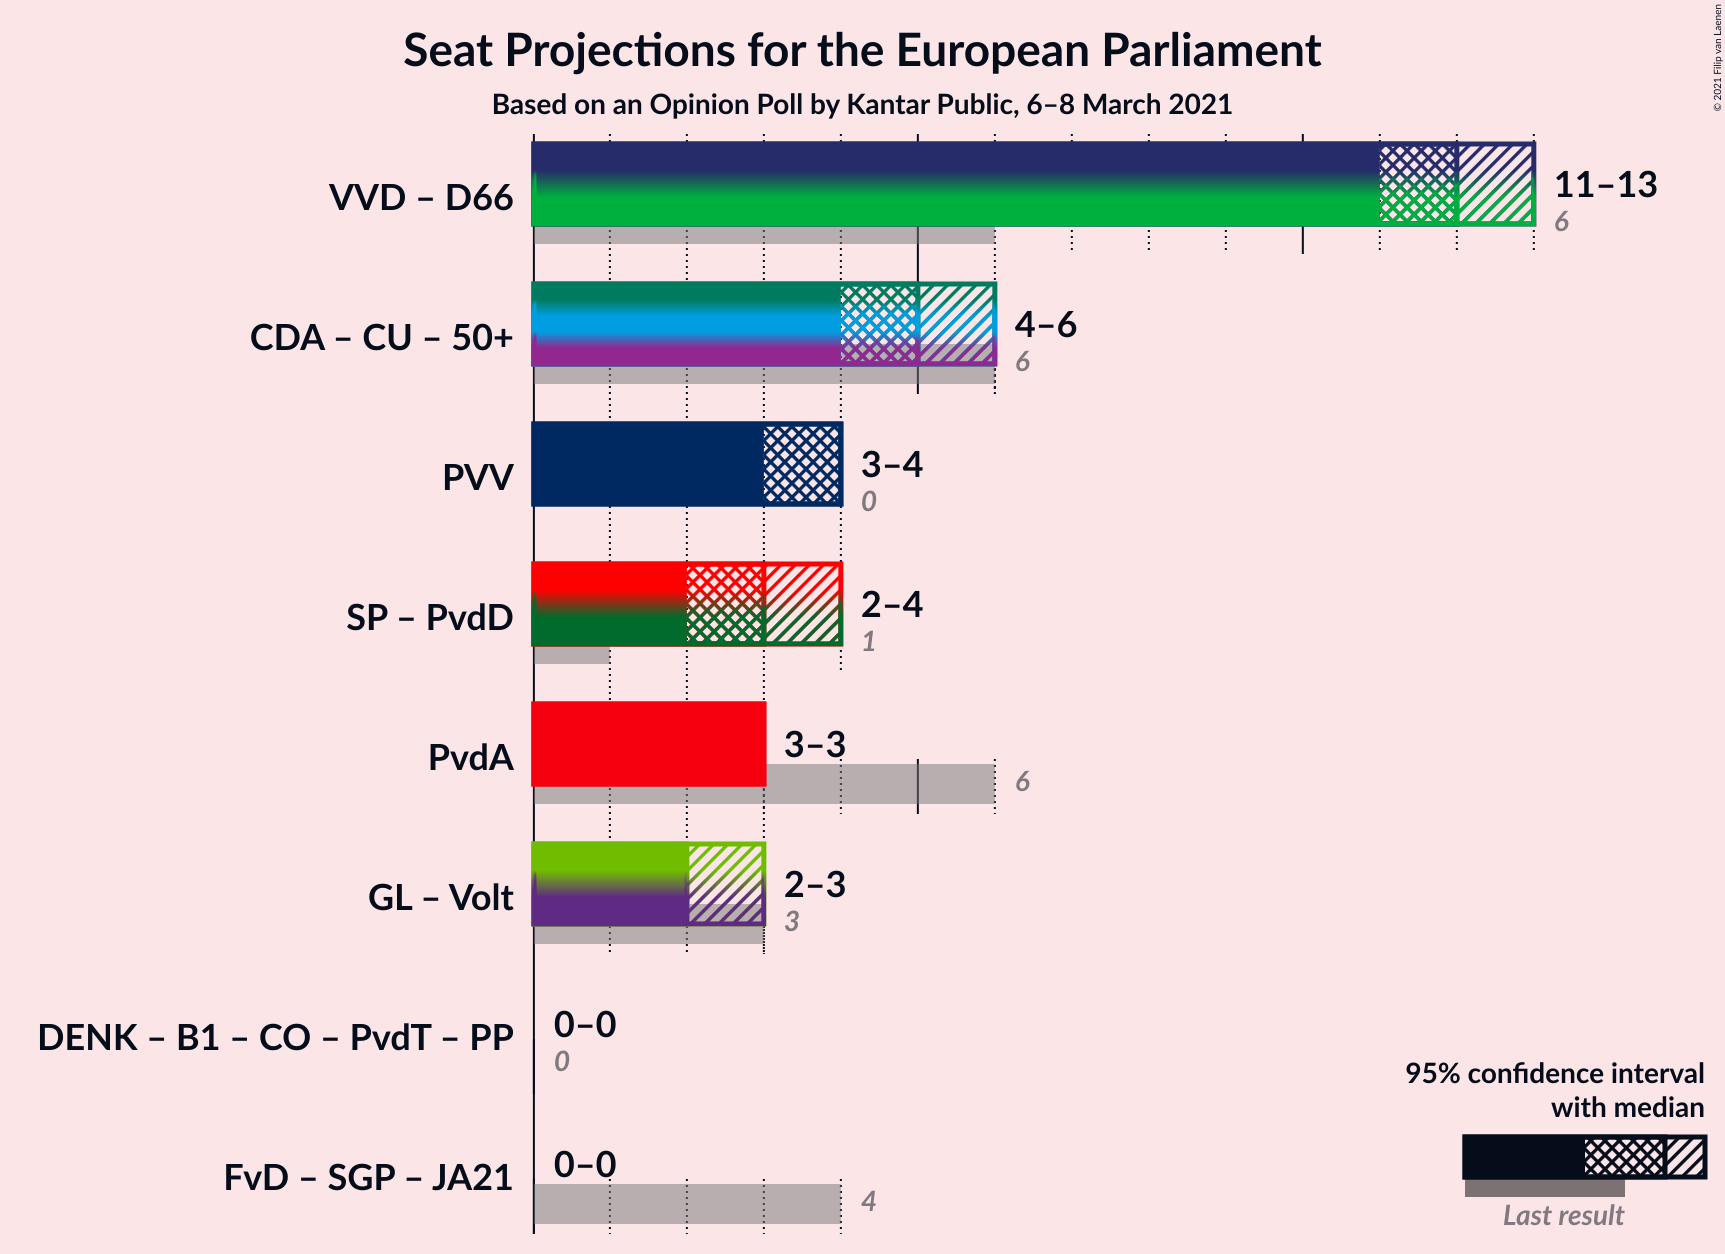 Seat Projections for the European Parliament
Based on an Opinion Poll by Kantar Public, 6–8 March 2021
© 2021 Filip van Laenen
VVD – D66
11–13
6
CDA – CU – 50+
4–6
6
PVV
3–4
0
SP – PvdD
2–4
1
PvdA
3–3
6
GL – Volt
2–3
3
DENK – B1 – CO – PvdT – PP
0–0
0
FvD – SGP – JA21
0–0
4
95% confidence interval
with median
Last result